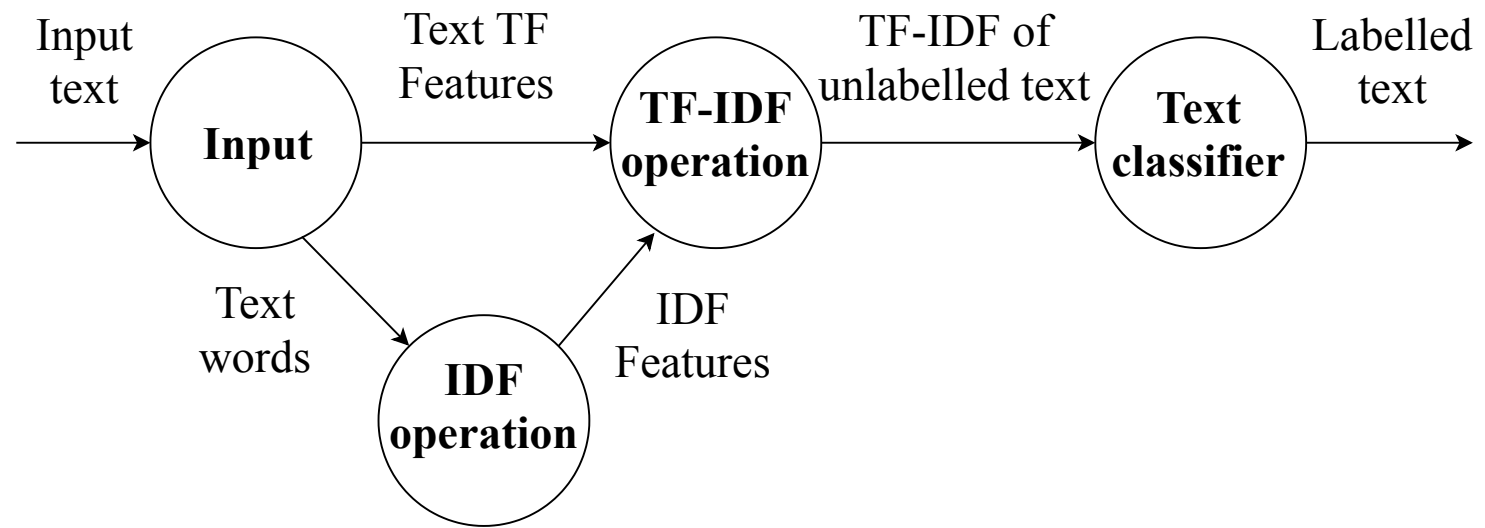 Input
text
Input
Text TF
Features
TF-IDF
operation
TF-IDF of
unlabelled text
Text
classifier
Labelled
text
Text
words
IDF
operation
IDF
Features